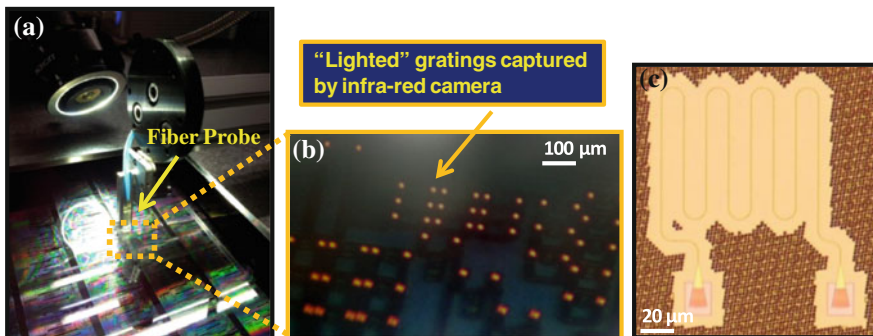 (a)
Fiber Probe
“Lighted” gratings captured
by infra-red camera
(b)
100 μm
(c)
20 μm